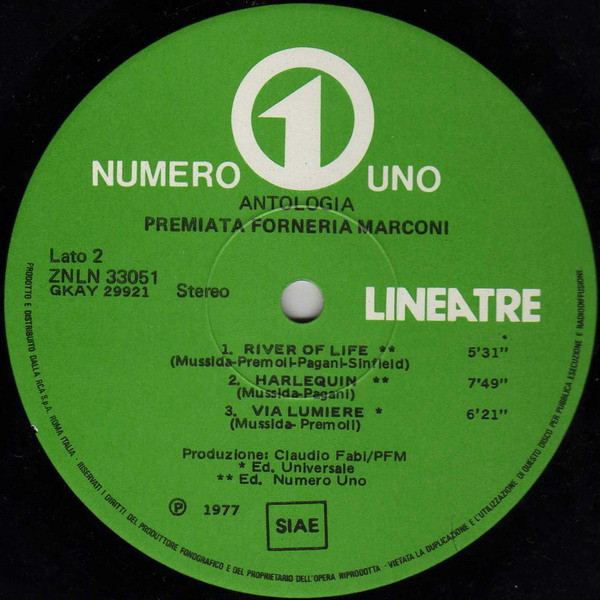 1
NUMERO UNO
ANTOLOGIA
PREMIATA FORNERIA MARCONI
Lato 2
ZNLN 33051
GKAY 29921 Stereo
LINEATRE
*
1. RIVER OF LIFE ** 5'31"
(Mussida-Premoli-Pagani-Sinfield)
2. HARLEQUIN ** 7'49"
(Mussida-Pagani)
3. VIA LUMIERE * 6'21"
(Mussida-Premoli)
Produzione: Claudio Fabi/PFM
* Ed. Universale
** Ed. Numero Uno
Ⓟ 1977
SIAE
PRODOTTO E DISTRIBUITO DALLA RCA S.p.A. ROMA ITALIA - RISERVATI I DIRITTI DEL PRODUTTORE FONOGRAFICO E DEL PROPRIETARIO DELL'OPERA RIPRODOTTA - VIETATA LA DUPLICAZIONE E L'UTILIZZAZIONE DI QUESTO DISCO PER PUBBLICA ESECUZIONE E RADIODIFFUSIONE